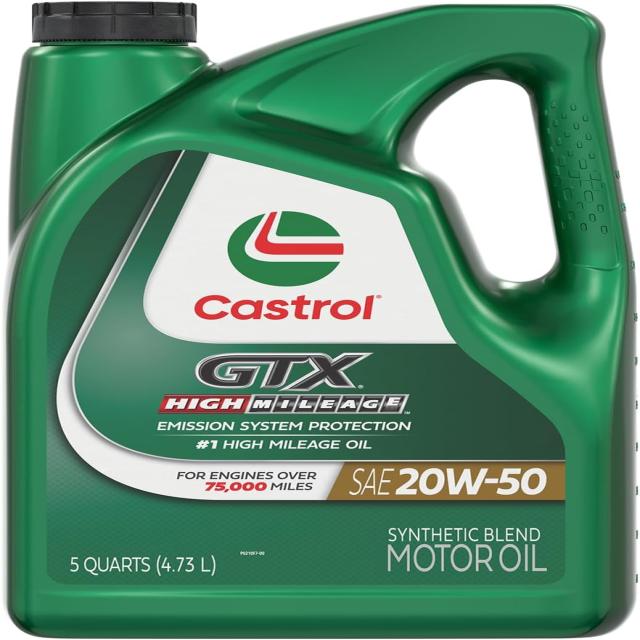 Castrol®
GTX®
HIGH MILEAGE™
EMISSION SYSTEM PROTECTION
#1 HIGH MILEAGE OIL
FOR ENGINES OVER
75,000 MILES
SAE 20W-50
SYNTHETIC BLEND
MOTOR OIL
5 QUARTS (4.73 L)